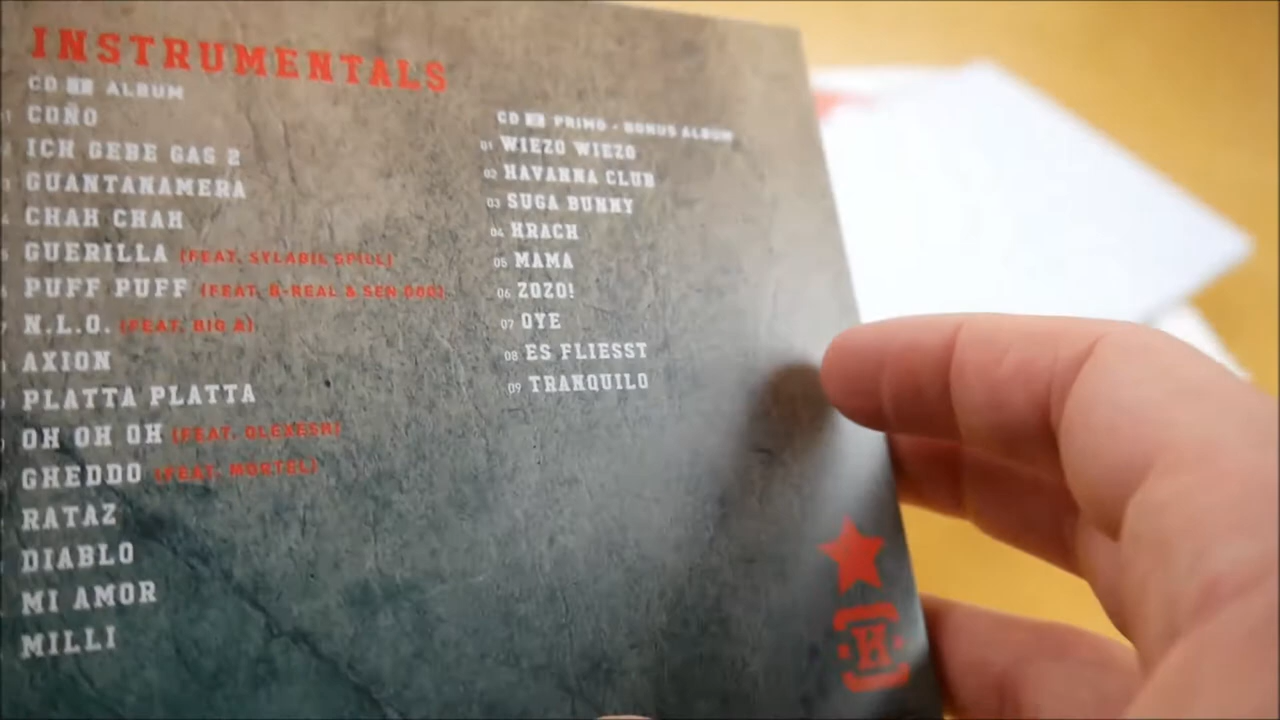 INSTRUMENTALS
CD ALBUM
COÑO
ICH GEBE GAS 2
GUANTANAMERA
CHAH CHAH
GUERILLA (FEAT. SYLABIL SPILL)
PUFF PUFF (FEAT. B-REAL & SEN DOG)
N.L.O. (FEAT. BIG A)
AXION
PLATTA PLATTA
OH OH OH (FEAT. OLEXESH)
GHEDDO (FEAT. MORTEL)
RATAZ
DIABLO
MI AMOR
MILLI
CD PRIMO - BONUS ALBUM
01 WIEZO WIEZO
02 HAVANNA CLUB
03 SUGA BUNNY
04 KRACH
05 MAMA
06 ZOZO!
07 OYE
08 ES FLIESST
09 TRANQUILO
H